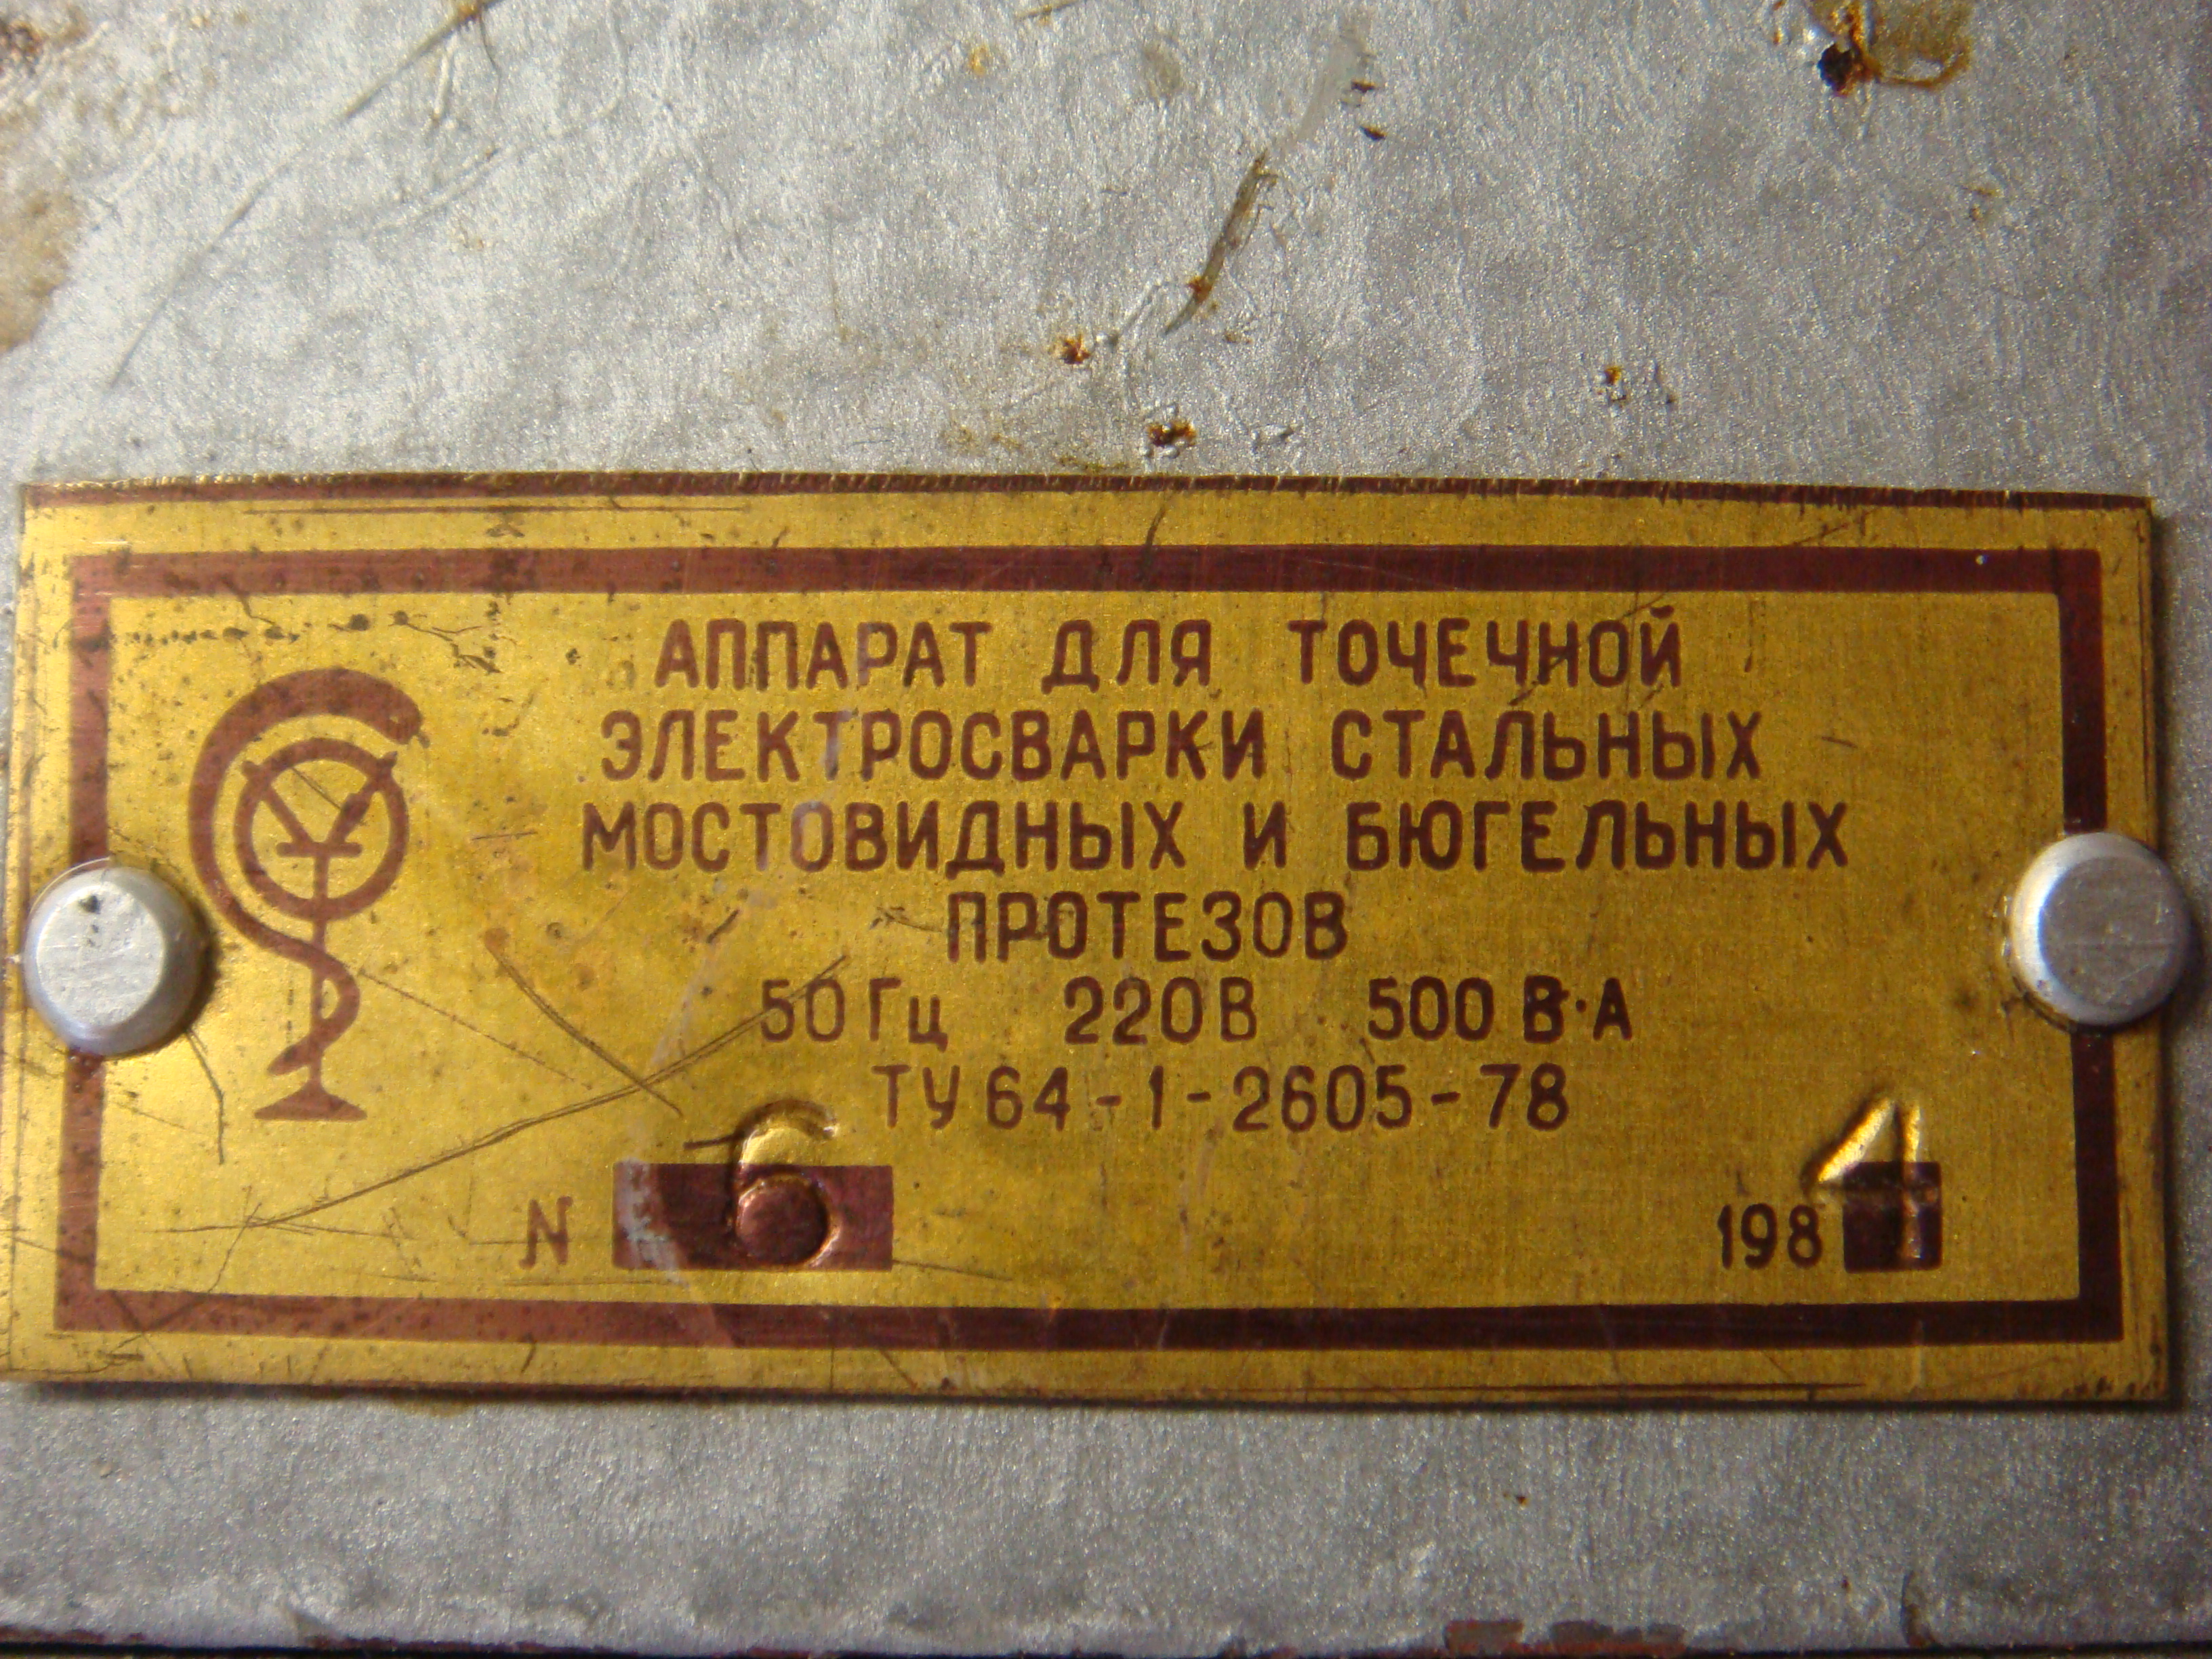 АППАРАТ ДЛЯ ТОЧЕЧНОЙ
ЭЛЕКТРОСВАРКИ СТАЛЬНЫХ
МОСТОВИДНЫХ И БЮГЕЛЬНЫХ
ПРОТЕЗОВ
50 Гц 220 В 500 В·А
ТУ 64-1-2605-78
N 6 1984